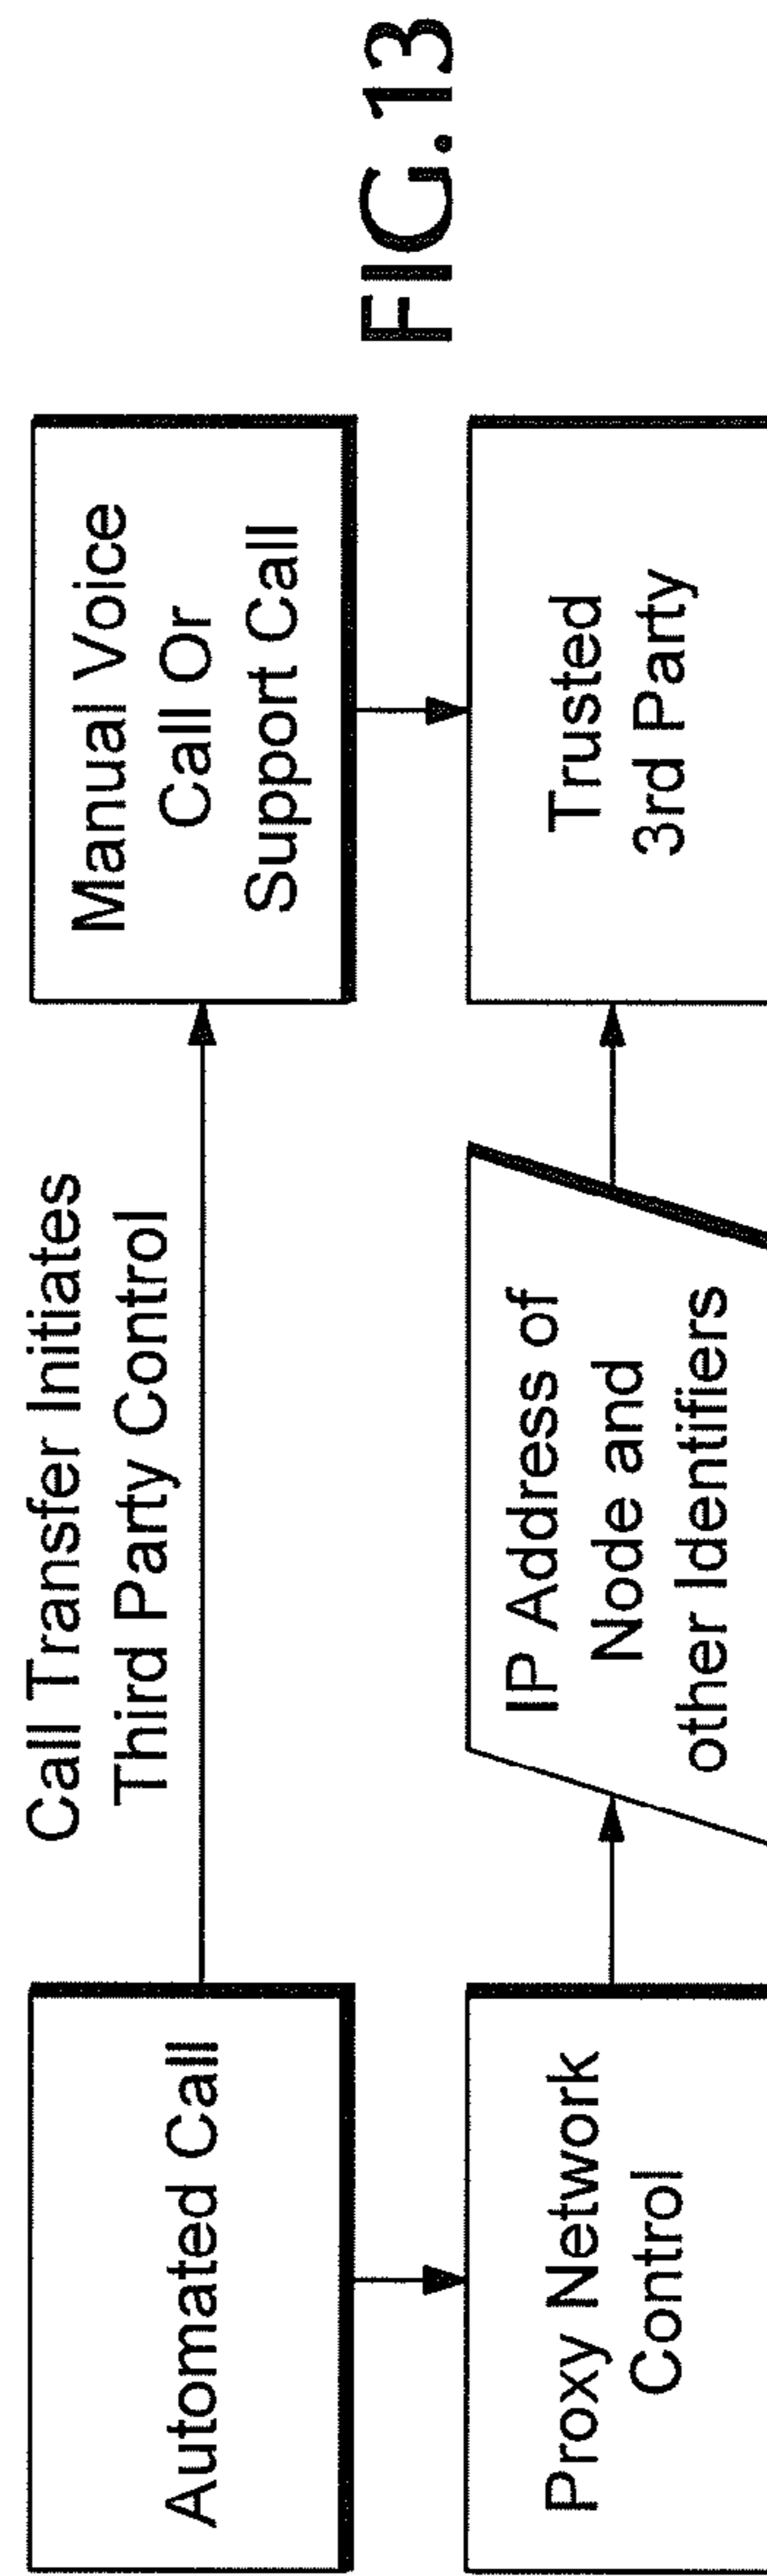 Automated Call
Call Transfer Initiates
Third Party Control
Manual Voice
Call Or
Support Call
Proxy Network
Control
IP Address of
Node and
other Identifiers
Trusted
3rd Party
FIG.13